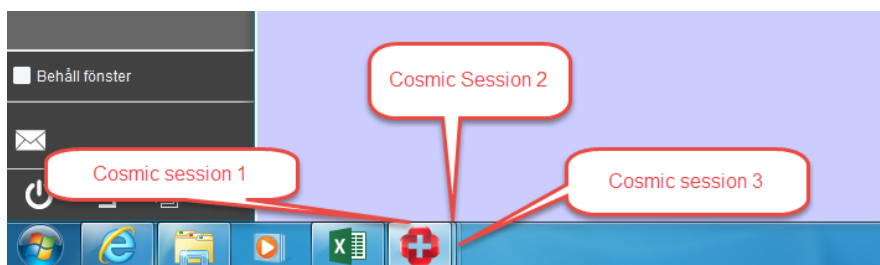 Behåll fönster
Cosmic Session 2
Cosmic session 1
Cosmic session 3